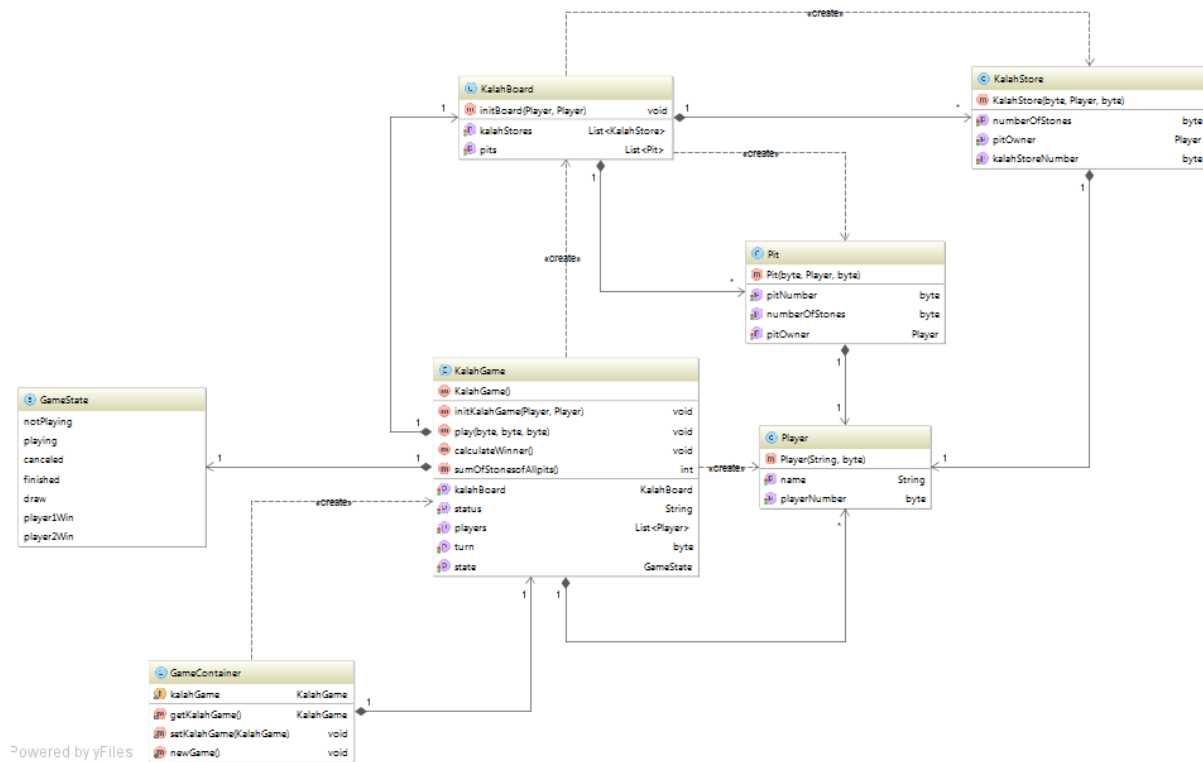 «create»
KalahBoard
initBoard(Player, Player) void
kalahStores List<KalahStore>
pits List<Pit>
1
1
*
KalahStore
KalahStore(byte, Player, byte)
numberOfStones byte
pitOwner Player
kalahStoreNumber byte
1
«create»
1
*
«create»
Pit
Pit(byte, Player, byte)
pitNumber byte
numberOfStones byte
pitOwner Player
1
1
KalahGame
KalahGame()
initKalahGame(Player, Player) void
play(byte, byte, byte) void
calculateWinner() void
sumOfStonesofAllpits() int
kalahBoard KalahBoard
status String
players List<Player>
turn byte
state GameState
1
1
1
«create»
GameState
notPlaying
playing
canceled
finished
draw
player1Win
player2Win
Player
Player(String, byte)
name String
playerNumber byte
1
*
«create»
1
1
GameContainer
kalahGame KalahGame
getKalahGame() KalahGame
setKalahGame(KalahGame) void
newGame() void
1
Powered by yFiles